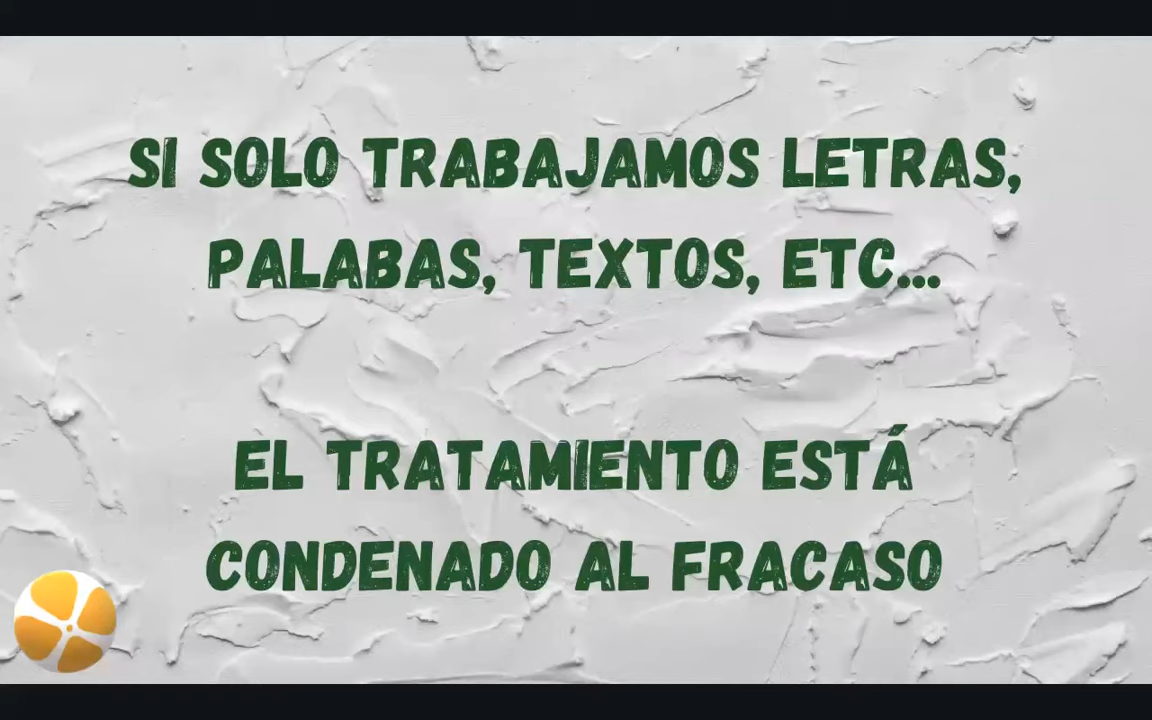 SI SOLO TRABAJAMOS LETRAS,
PALABAS, TEXTOS, ETC...
EL TRATAMIENTO ESTÁ
CONDENADO AL FRACASO